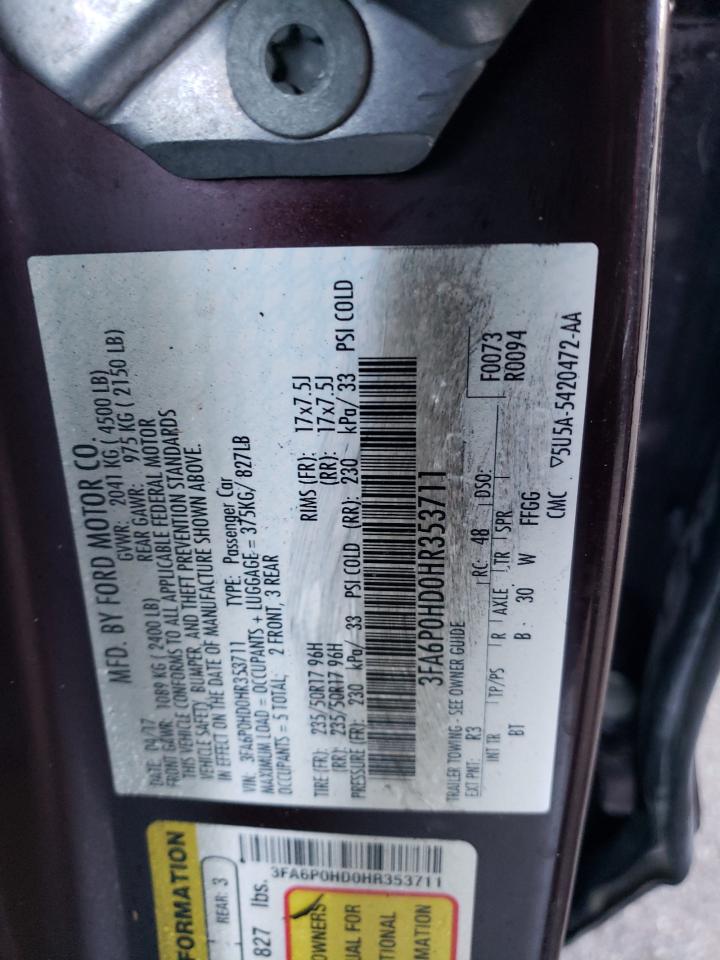 MFD. BY FORD MOTOR CO.
DATE: 04/17 GVWR: 2041 KG ( 4500 LB)
FRONT GAWR: 1089 KG ( 2400 LB) REAR GAWR: 975 KG ( 2150 LB)
THIS VEHICLE CONFORMS TO ALL APPLICABLE FEDERAL MOTOR
VEHICLE SAFETY, BUMPER, AND THEFT PREVENTION STANDARDS
IN EFFECT ON THE DATE OF MANUFACTURE SHOWN ABOVE.
VIN: 3FA6P0HD0HR353711 TYPE: Passenger Car
MAXIMUM LOAD = OCCUPANTS + LUGGAGE = 375KG/ 827LB
OCCUPANTS = 5 TOTAL; 2 FRONT, 3 REAR
TIRE (FR): 235/50R17 96H RIMS (FR): 17x7.5J
(RR): 235/50R17 96H (RR): 17x7.5J
PRESSURE (FR): 230 kPa/ 33 PSI COLD (RR): 230 kPa/ 33 PSI COLD
3FA6P0HD0HR353711
TRAILER TOWING - SEE OWNER GUIDE
F0073
EXT PNT: R3 RC: 48 DSO: R0094
INT TR TP/PS R AXLE TR SPR
BT B 30 W FFGG
CMC ▽5U5A-5420472-AA
FORMATION
REAR: 3
827 lbs.
3FA6P0HD0HR353711
OWNERS
UAL FOR
TIONAL
MATION